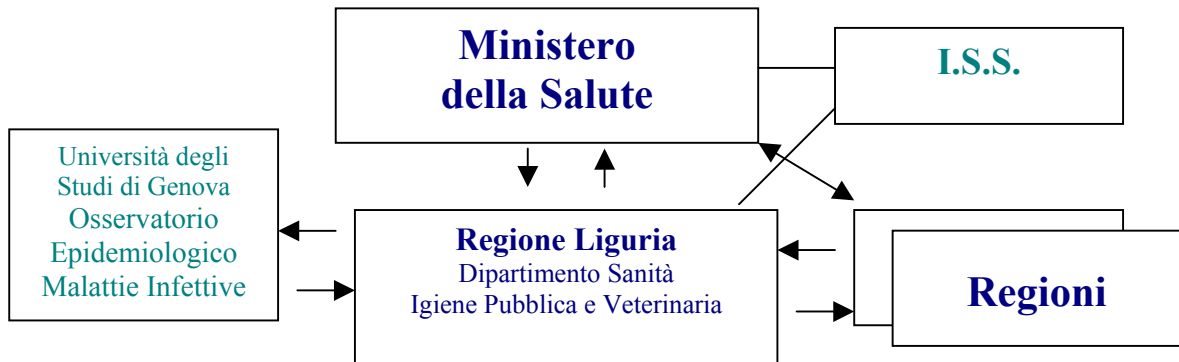 Ministero
della Salute
I.S.S.
Università degli
Studi di Genova
Osservatorio
Epidemiologico
Malattie Infettive
Regione Liguria
Dipartimento Sanità
Igiene Pubblica e Veterinaria
Regioni